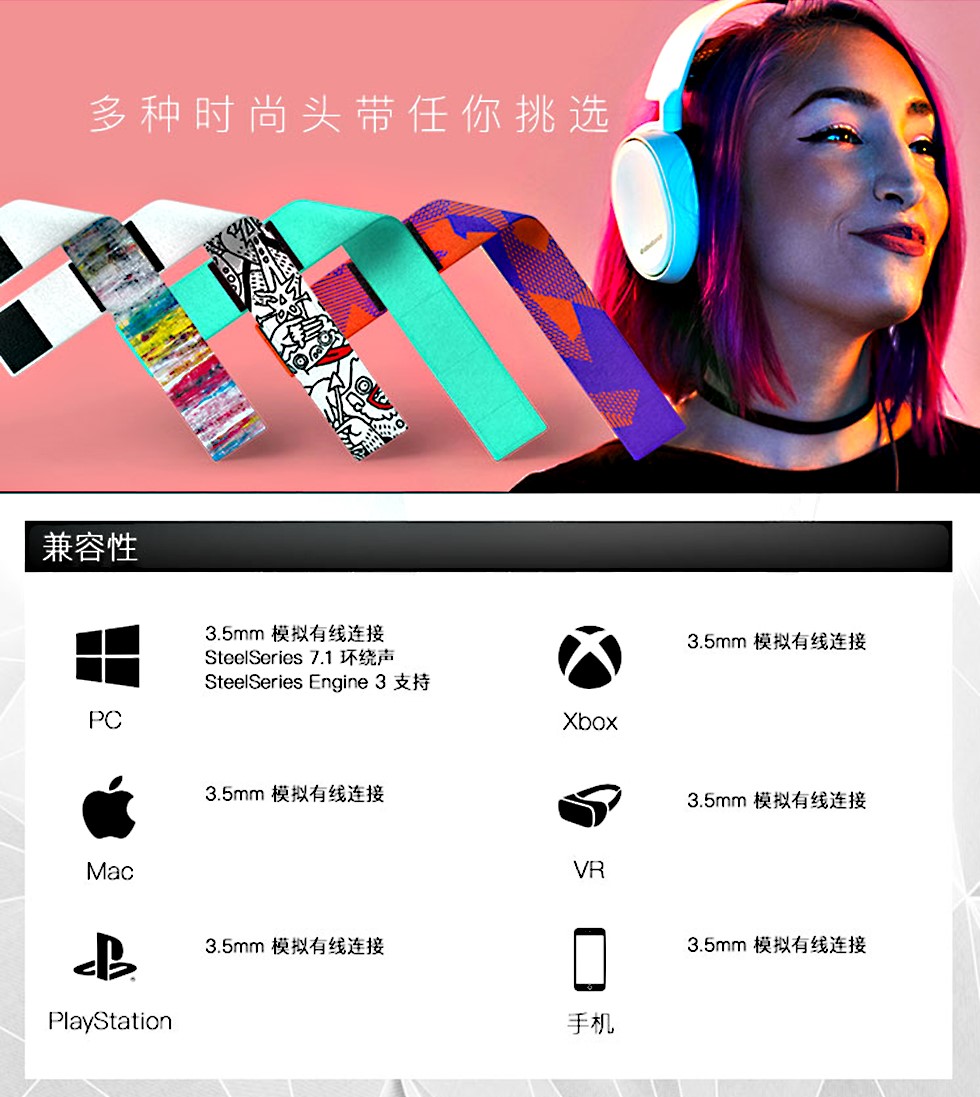 多种时尚头带任你挑选
兼容性
3.5mm 模拟有线连接
SteelSeries 7.1 环绕声
SteelSeries Engine 3 支持
PC
3.5mm 模拟有线连接
Xbox
3.5mm 模拟有线连接
Mac
3.5mm 模拟有线连接
VR
3.5mm 模拟有线连接
PlayStation
3.5mm 模拟有线连接
手机